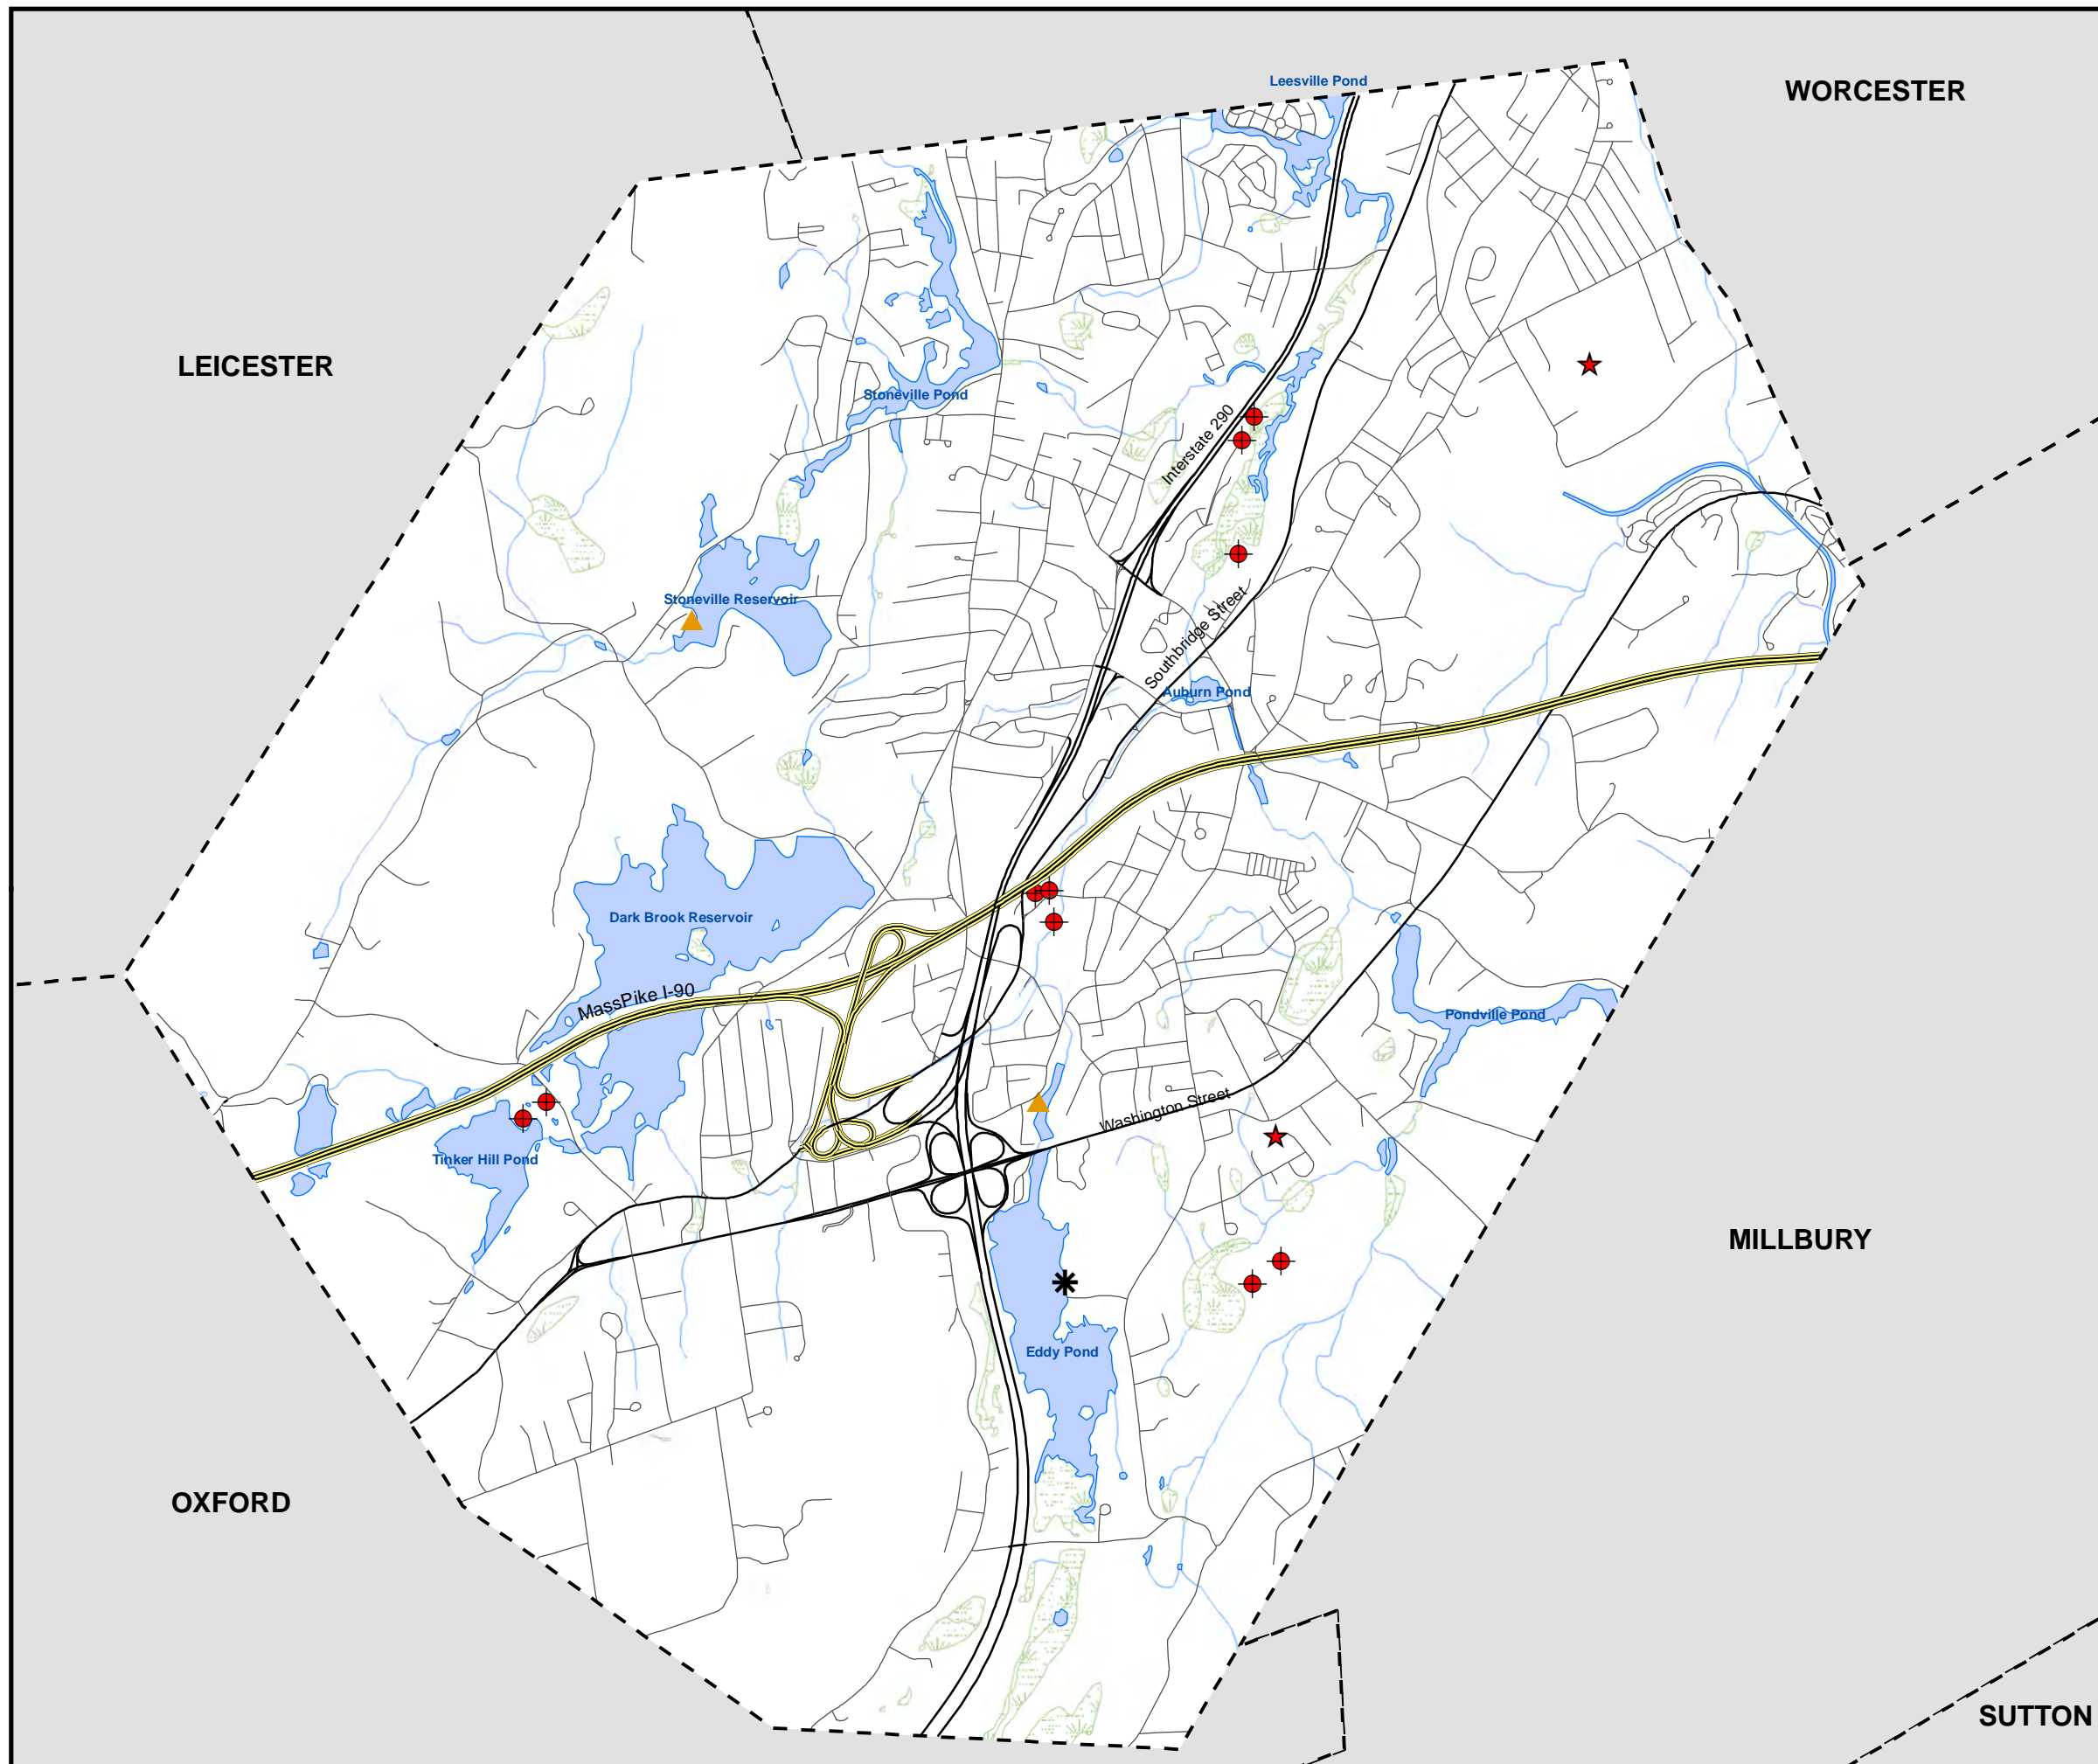 Leesville Pond
WORCESTER
LEICESTER
Stoneville Pond
Interstate 290
Stoneville Reservoir
Southbridge Street
Auburn Pond
Dark Brook Reservoir
MassPike I-90
Pondville Pond
Washington Street
Tinker Hill Pond
MILLBURY
Eddy Pond
OXFORD
SUTTON